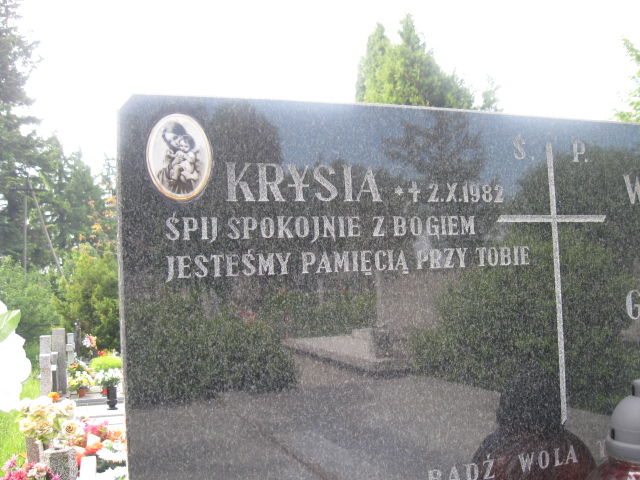 KRYSIA *+ 2.X.1982
ŚPIJ SPOKOJNIE Z BOGIEM
JESTEŚMY PAMIĘCIĄ PRZY TOBIE
Ś. P.
BĄDŹ WOLA